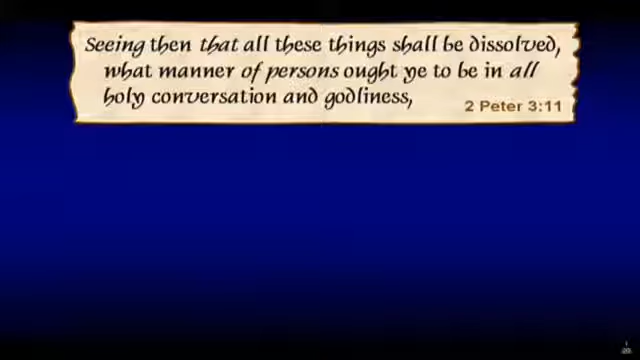 Seeing then that all these things shall be dissolved,
what manner of persons ought ye to be in all
holy conversation and godliness,
2 Peter 3:11